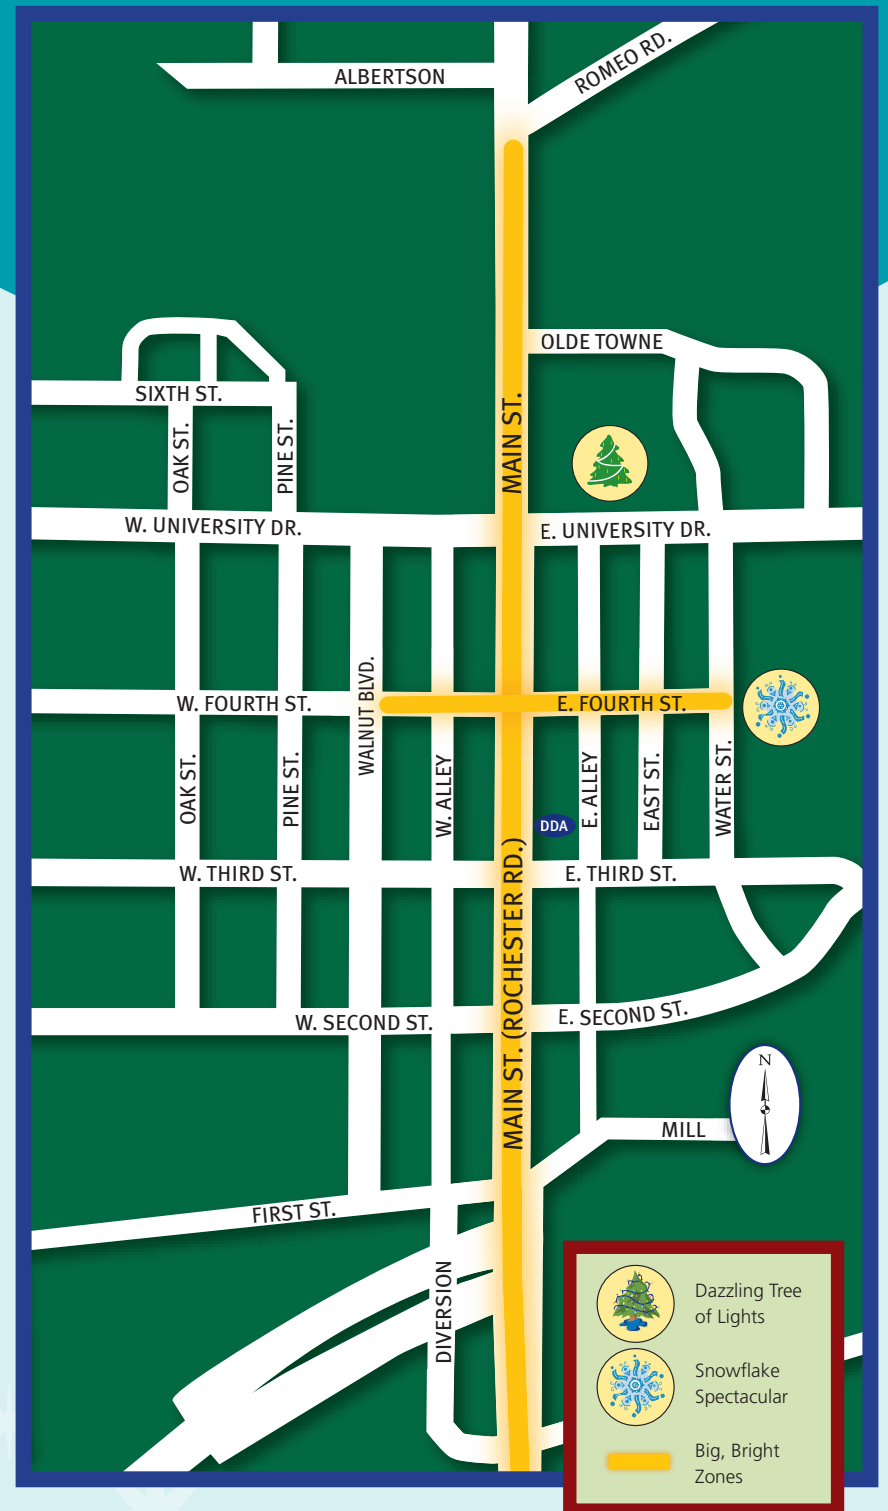 ALBERTSON
ROMEO RD.
OLDE TOWNE
SIXTH ST.
OAK ST.
PINE ST.
MAIN ST.
W. UNIVERSITY DR.
E. UNIVERSITY DR.
W. FOURTH ST.
WALNUT BLVD.
E. FOURTH ST.
OAK ST.
PINE ST.
W. ALLEY
DDA
E. ALLEY
EAST ST.
WATER ST.
W. THIRD ST.
E. THIRD ST.
MAIN ST. (ROCHESTER RD.)
W. SECOND ST.
E. SECOND ST.
N
MILL
FIRST ST.
DIVERSION
Dazzling Tree
of Lights
Snowflake
Spectacular
Big, Bright
Zones